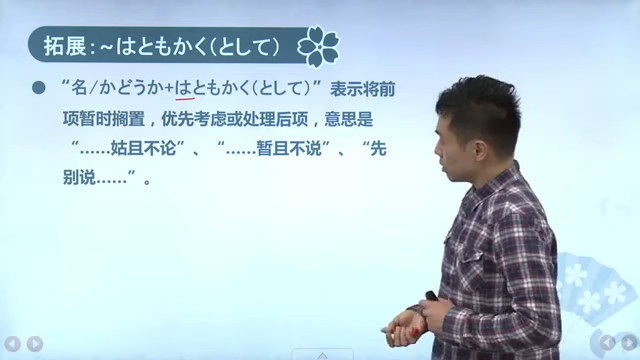 拓展：~はともかく(として)
“名/かどうか+はともかく(として)”表示将前
项暂时搁置，优先考虑或处理后项，意思是
“……姑且不论”、“……暂且不说”、“先
别说……”。